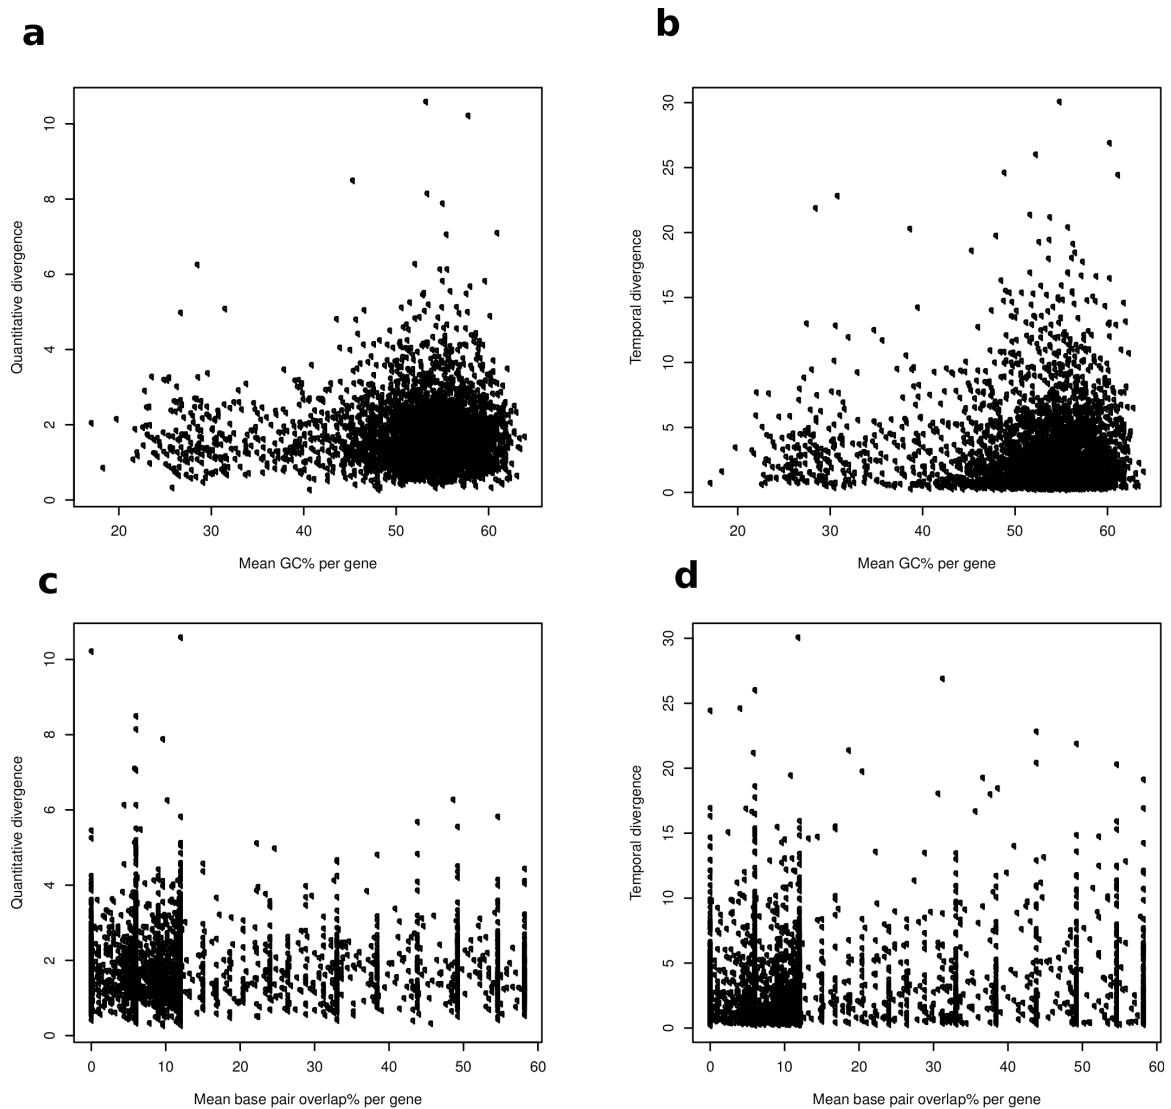 a
Quantitative divergence
0 2 4 6 8 10
20 30 40 50 60
Mean GC% per gene
b
Temporal divergence
0 5 10 15 20 25 30
20 30 40 50 60
Mean GC% per gene
c
Quantitative divergence
0 2 4 6 8 10
0 10 20 30 40 50 60
Mean base pair overlap% per gene
d
Temporal divergence
0 5 10 15 20 25 30
0 10 20 30 40 50 60
Mean base pair overlap% per gene